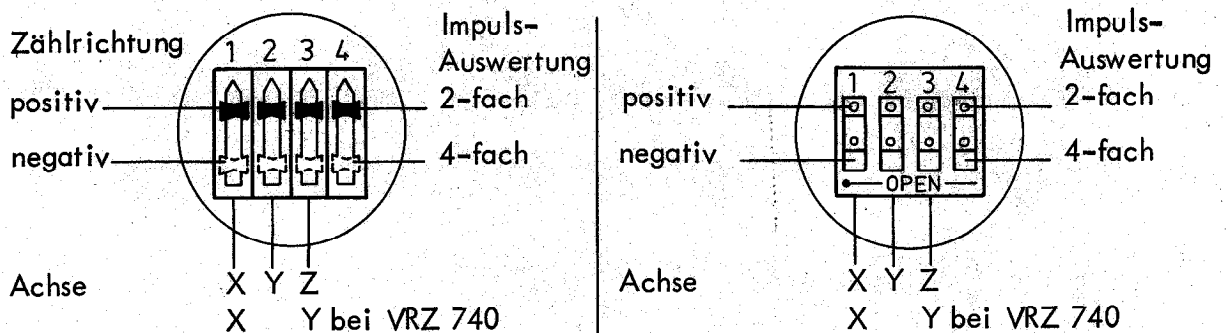 Zählrichtung
1 2 3 4
Impuls-
Auswertung
positiv
2-fach
negativ
4-fach
Achse
X Y Z
X Y bei VRZ 740
Impuls-
Auswertung
1 2 3 4
positiv
2-fach
negativ
4-fach
OPEN
Achse
X Y Z
X Y bei VRZ 740